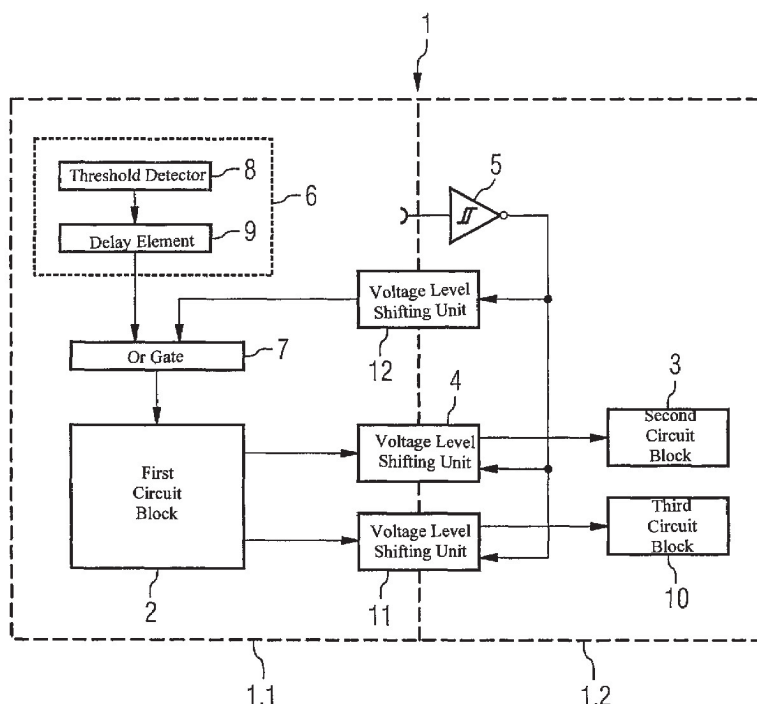 1
Threshold Detector
8
6
5
Delay Element
9
Voltage Level
Shifting Unit
12
Or Gate
7
4
3
First
Circuit
Block
2
Voltage Level
Shifting Unit
Second
Circuit
Block
Voltage Level
Shifting Unit
11
Third
Circuit
Block
10
1.1
1.2